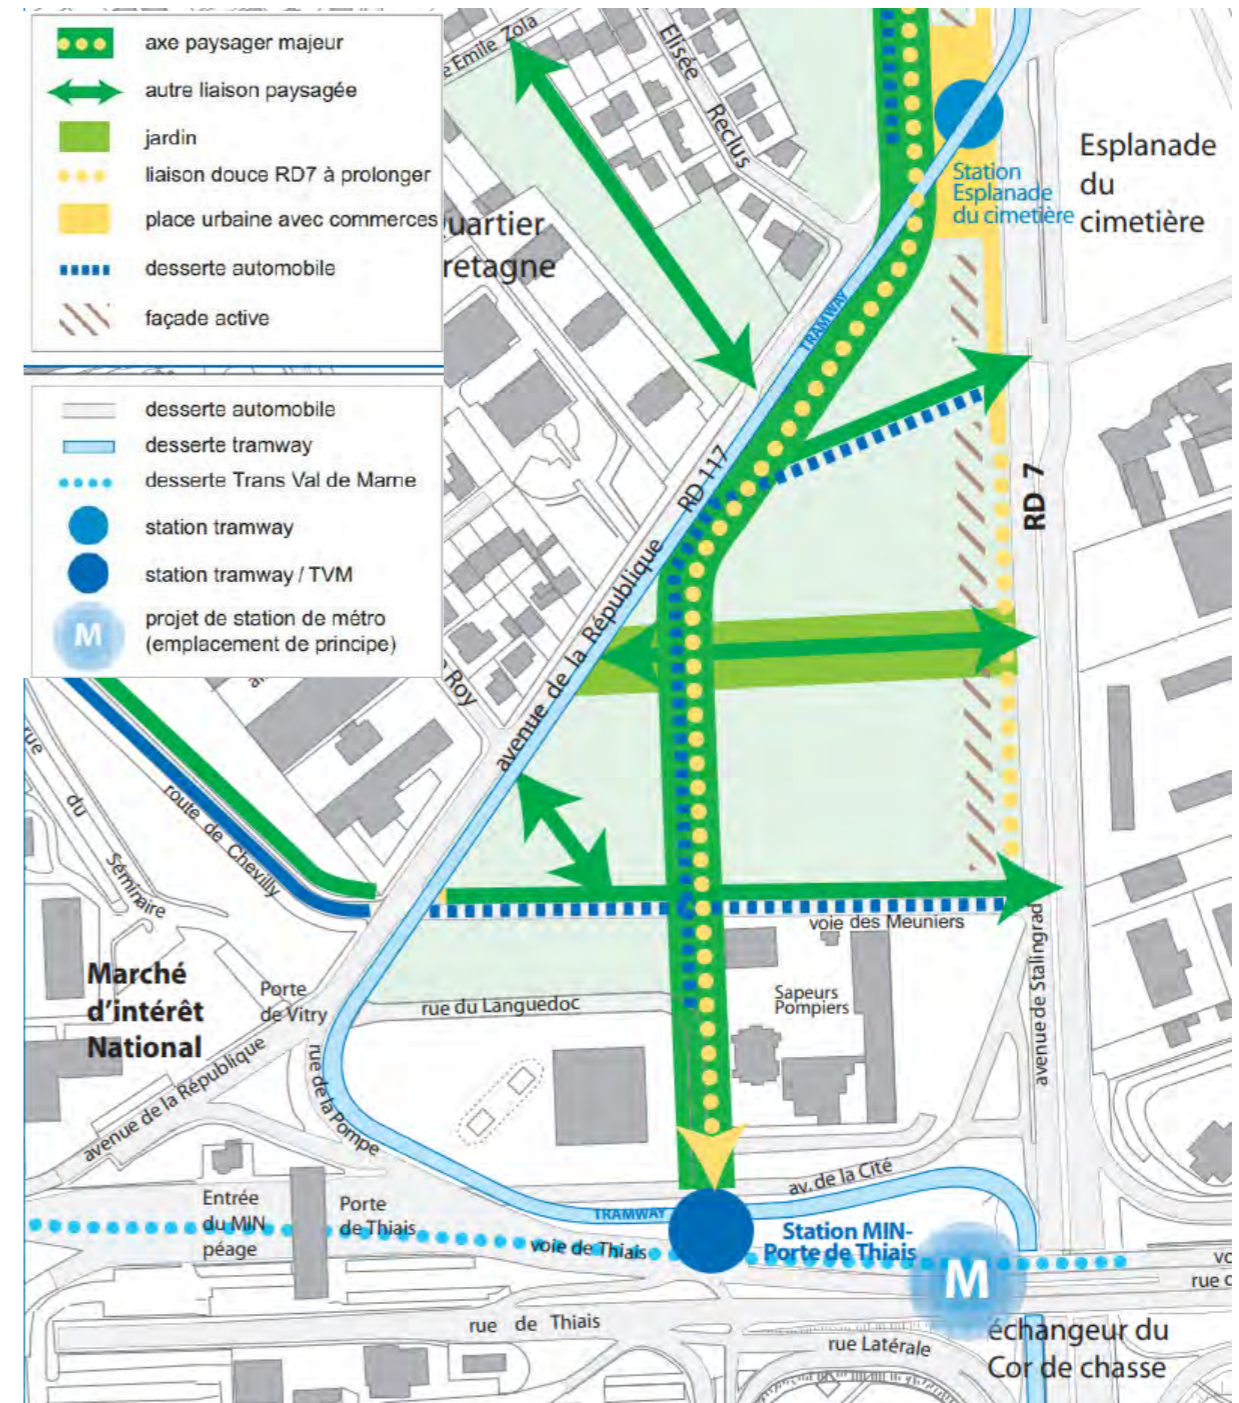 axe paysager majeur
autre liaison paysagée
jardin
liaison douce RD7 à prolonger
place urbaine avec commerces
desserte automobile
façade active
desserte automobile
desserte tramway
desserte Trans Val de Marne
station tramway
station tramway / TVM
M
projet de station de métro
(emplacement de principe)
e Emile Zola
Elisée
Reclus
Esplanade
du
cimetière
Station
Esplanade
du cimetière
uartier
retagne
TRAMWAY
RD 117
RD 7
avenue de la République
Roy
rue
du
Séminaire
route de Chevilly
voie des Meuniers
avenue de Stalingrad
Marché
d'intérêt
National
Porte
de Vitry
rue du Languedoc
Sapeurs
Pompiers
avenue de la République
rue de la Pompe
av. de la Cité
Entrée
du MIN
péage
Porte
de Thiais
TRAMWAY
voie de Thiais
Station MIN-
Porte de Thiais
M
vo
rue d
rue de Thiais
rue Latérale
échangeur du
Cor de chasse